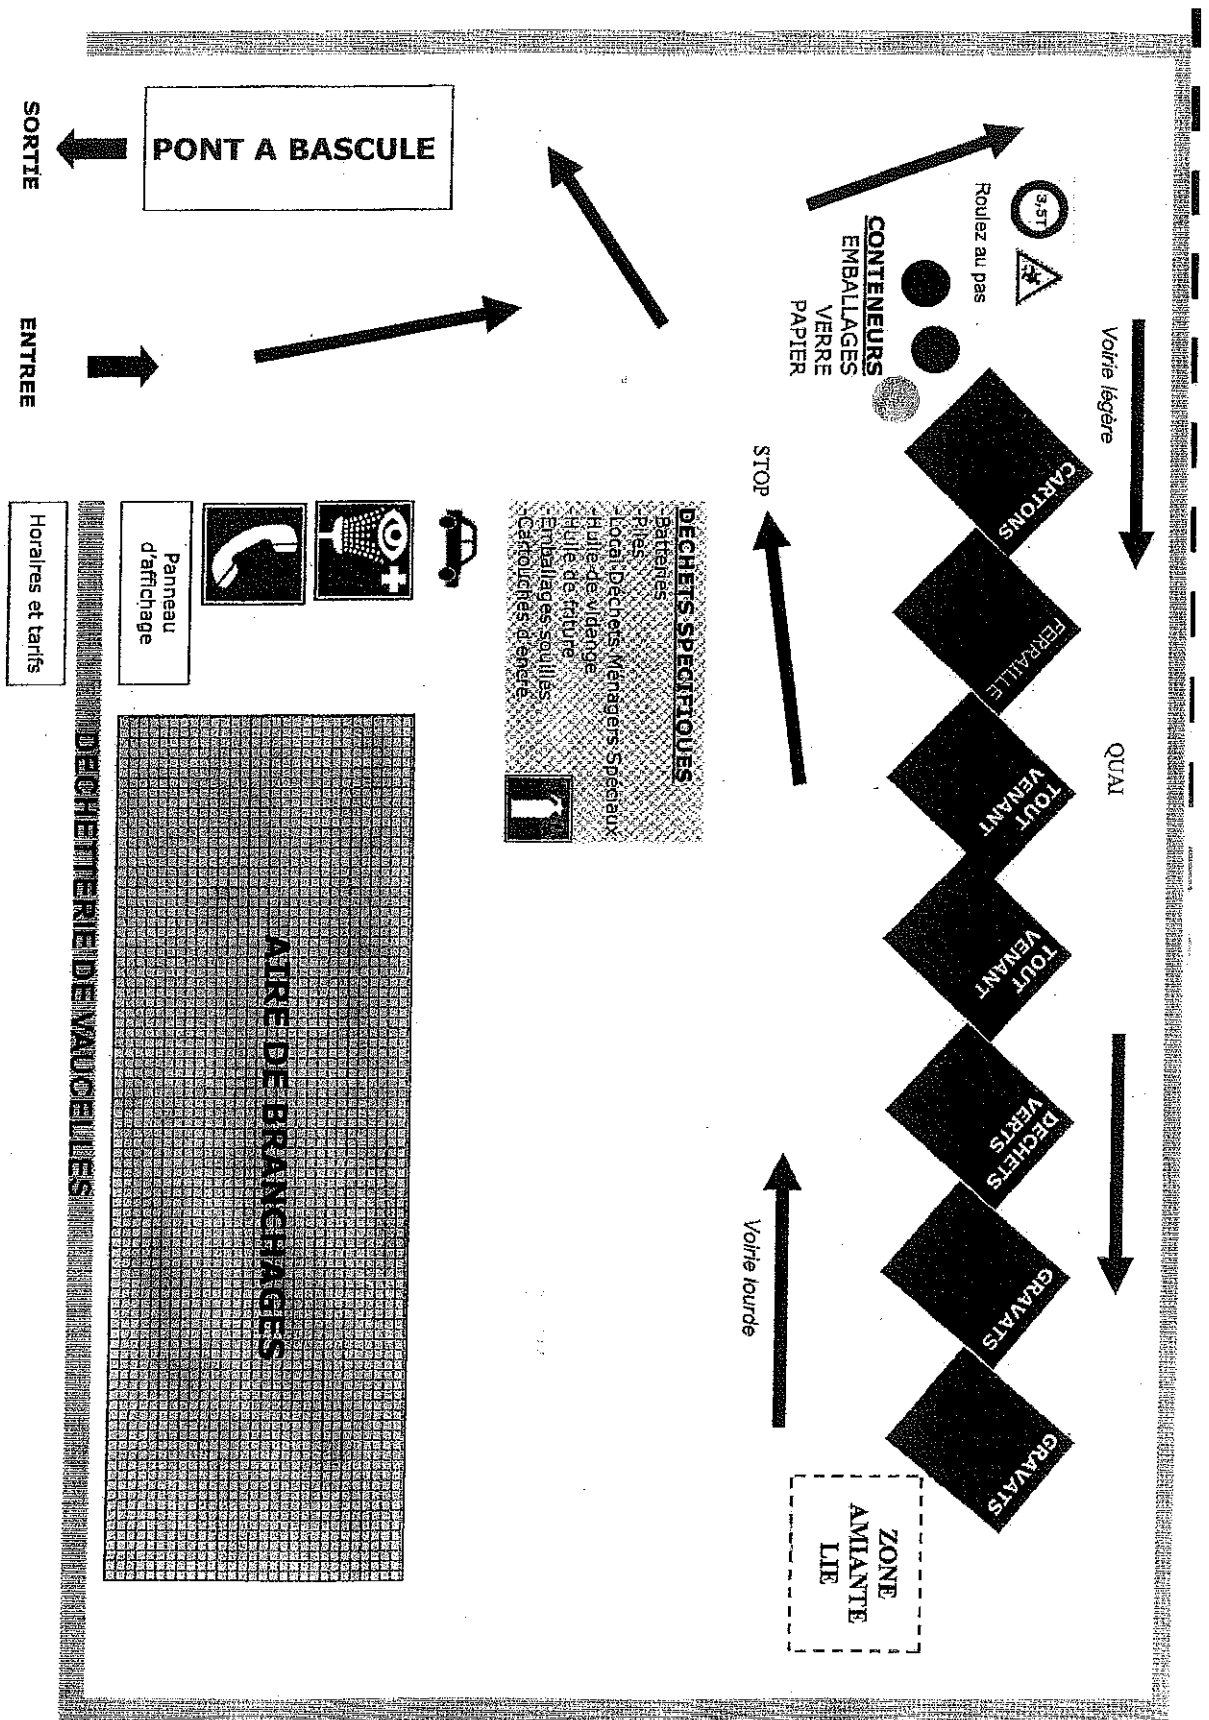 Voirie légère
QUAI
3,5T
Roulez au pas
CONTENEURS
EMBALLAGES
VERRE
PAPIER
CARTONS
FERRAILLE
TOUT
VENANT
TOUT
VENANT
DECHETS
VERTS
GRAVATS
GRAVATS
ZONE
AMIANTE
LIE
STOP
Voirie lourde
DECHETS SPECIFIQUES
-Batteries
-Piles
-Local Déchets Ménagers Spéciaux
-Huile de vidange
-Huile de friture
-Emballages souillés
-Cartouches d'encre
PONT A BASCULE
SORTIE
ENTREE
Panneau
d'affichage
Horaires et tarifs
AIRE DE BRANCHAGES
DECHETTERIE DE VAUCELLES